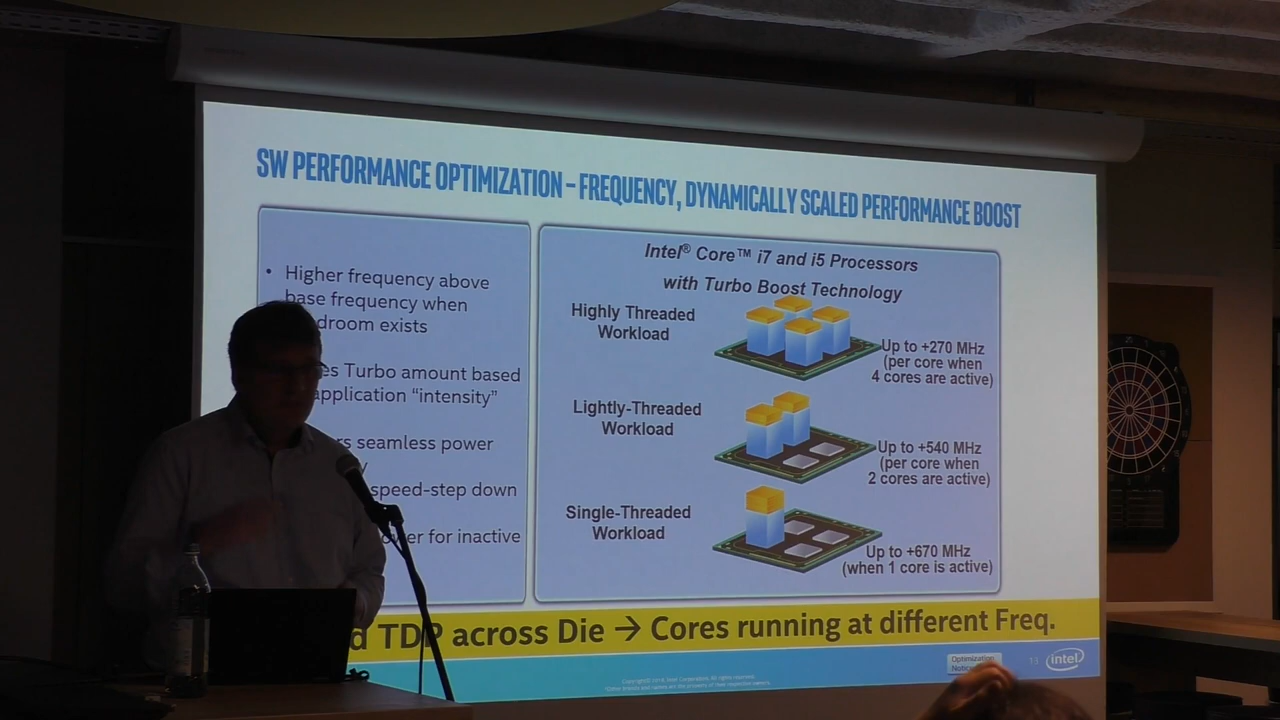 SW PERFORMANCE OPTIMIZATION – FREQUENCY, DYNAMICALLY SCALED PERFORMANCE BOOST
• Higher frequency above
base frequency when
droom exists
es Turbo amount based
application “intensity”
rs seamless power
y
speed-step down
wer for inactive
Intel® Core™ i7 and i5 Processors
with Turbo Boost Technology
Highly Threaded
Workload
Up to +270 MHz
(per core when
4 cores are active)
Lightly-Threaded
Workload
Up to +540 MHz
(per core when
2 cores are active)
Single-Threaded
Workload
Up to +670 MHz
(when 1 core is active)
d TDP across Die → Cores running at different Freq.
Optimization
Notice
13
intel
20